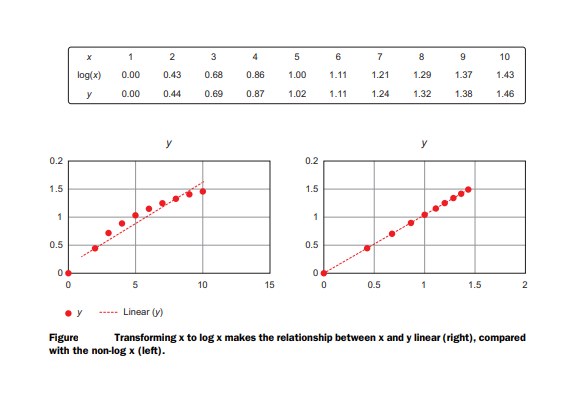 x 1 2 3 4 5 6 7 8 9 10
log(x) 0.00 0.43 0.68 0.86 1.00 1.11 1.21 1.29 1.37 1.43
y 0.00 0.44 0.69 0.87 1.02 1.11 1.24 1.32 1.38 1.46
y
0.2
1.5
1
0.5
0
0 5 10 15
y
0.2
1.5
1
0.5
0
0 0.5 1 1.5 2
y Linear (y)
Figure Transforming x to log x makes the relationship between x and y linear (right), compared
with the non-log x (left).